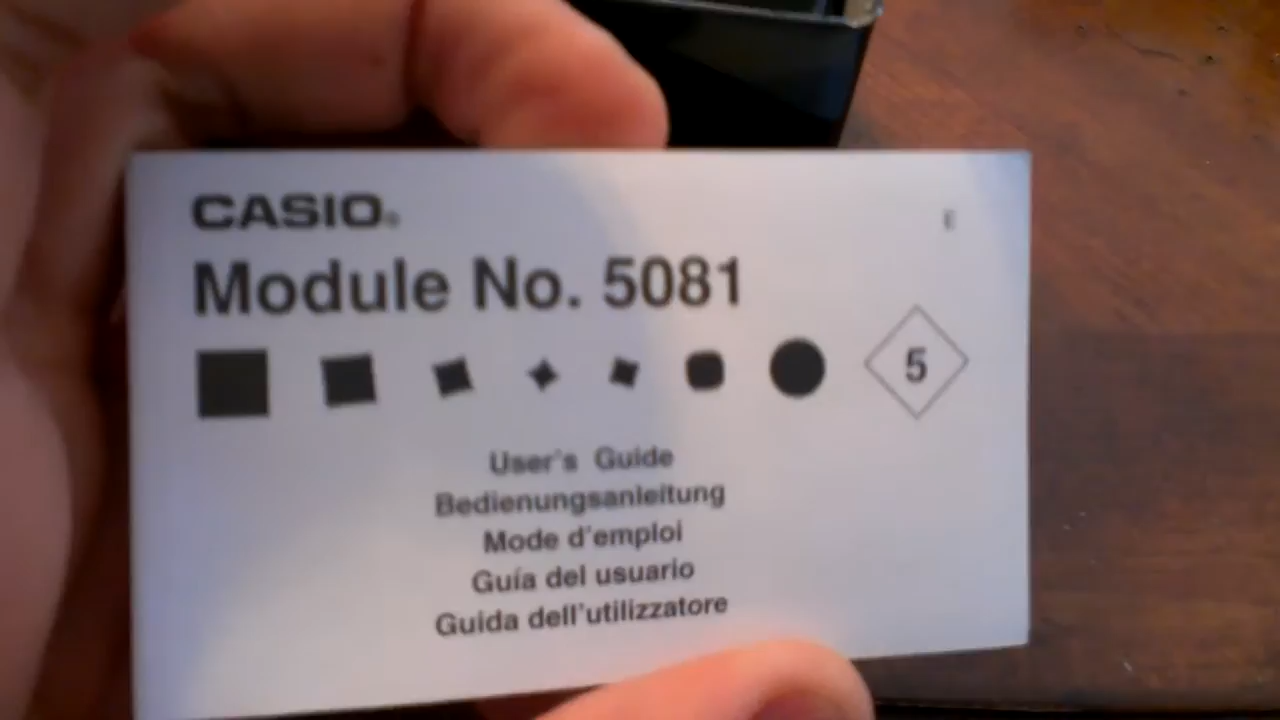 CASIO®
Module No. 5081
5
User's Guide
Bedienungsanleitung
Mode d'emploi
Guía del usuario
Guida dell'utilizzatore